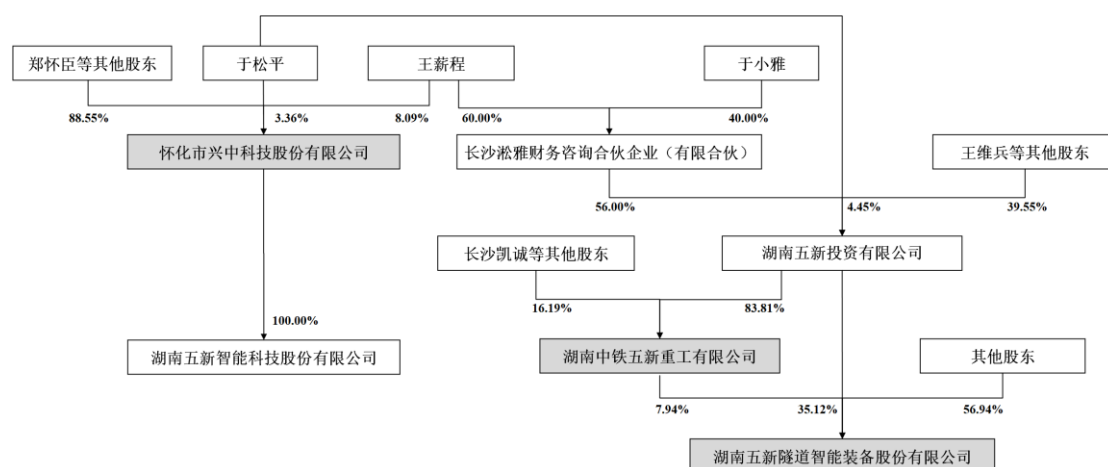 郑怀臣等其他股东
于松平
王薪程
于小雅
88.55%
3.36%
8.09%
60.00%
40.00%
怀化市兴中科技股份有限公司
长沙淞雅财务咨询合伙企业（有限合伙）
王维兵等其他股东
56.00%
4.45%
39.55%
长沙凯诚等其他股东
湖南五新投资有限公司
16.19%
83.81%
100.00%
湖南五新智能科技股份有限公司
湖南中铁五新重工有限公司
其他股东
7.94%
35.12%
56.94%
湖南五新隧道智能装备股份有限公司